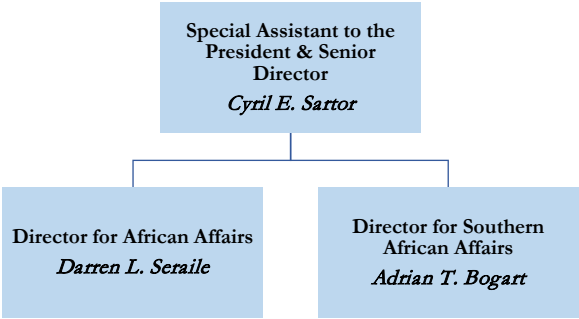 Special Assistant to the
President & Senior
Director
Cyril E. Sartor
Director for African Affairs
Darren L. Seraile
Director for Southern
African Affairs
Adrian T. Bogart